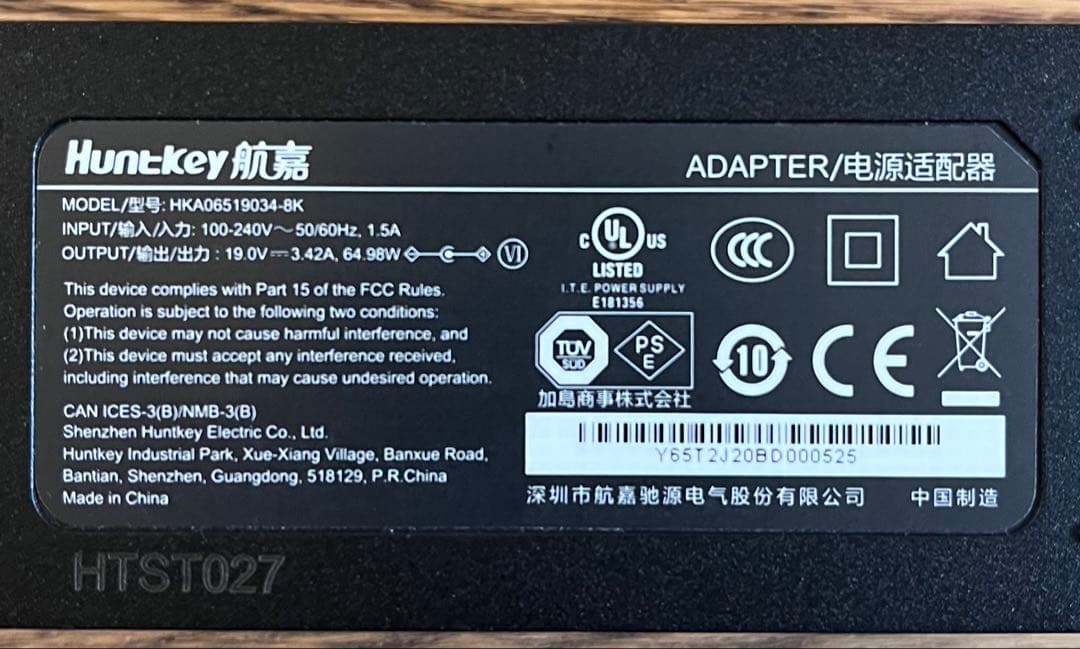 Huntkey 航嘉
ADAPTER/电源适配器
MODEL/型号: HKA06519034-8K
INPUT/输入/入力: 100-240V～50/60Hz, 1.5A
OUTPUT/输出/出力 : 19.0V⎓3.42A, 64.98W
VI
This device complies with Part 15 of the FCC Rules.
Operation is subject to the following two conditions:
(1)This device may not cause harmful interference, and
(2)This device must accept any interference received,
including interference that may cause undesired operation.
CAN ICES-3(B)/NMB-3(B)
Shenzhen Huntkey Electric Co., Ltd.
Huntkey Industrial Park, Xue-Xiang Village, Banxue Road,
Bantian, Shenzhen, Guangdong, 518129, P.R.China
Made in China
C UL US
LISTED
I.T.E. POWER SUPPLY
E181356
CCC
TÜV
SÜD
PS
E
10
CE
加島商事株式会社
Y65T2J20BD000525
深圳市航嘉驰源电气股份有限公司
中国制造
HTST027